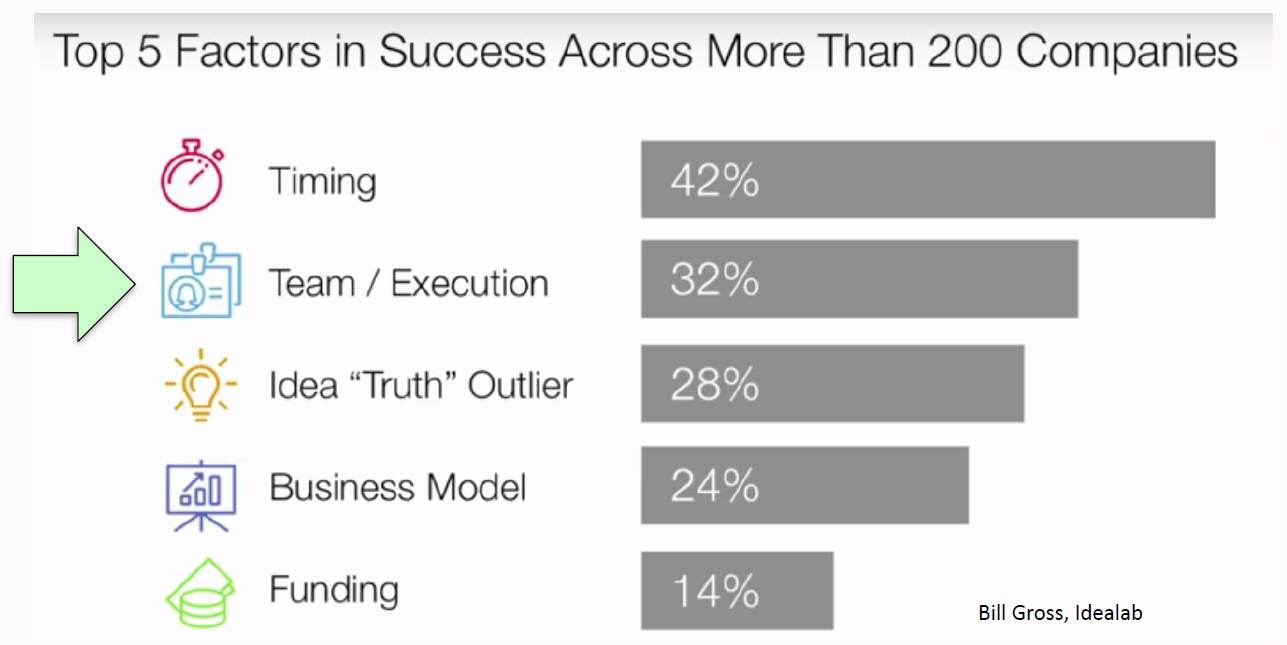 Top 5 Factors in Success Across More Than 200 Companies
Timing 42%
Team / Execution 32%
Idea “Truth” Outlier 28%
Business Model 24%
Funding 14%
Bill Gross, Idealab